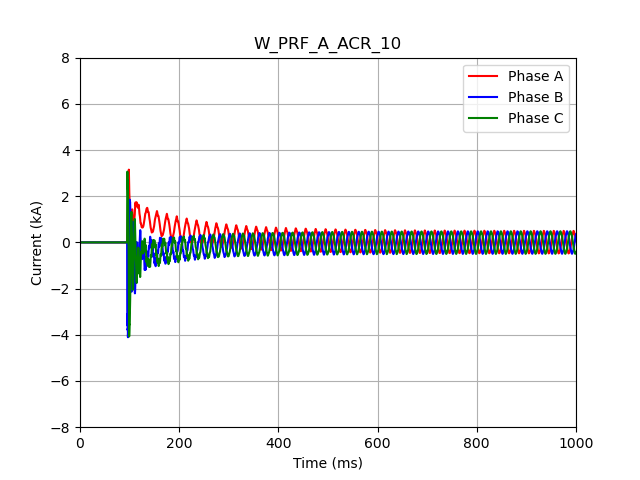 W_PRF_A_ACR_10
Phase A
Phase B
Phase C
8
6
4
2
0
−2
−4
−6
−8
Current (kA)
0 200 400 600 800 1000
Time (ms)